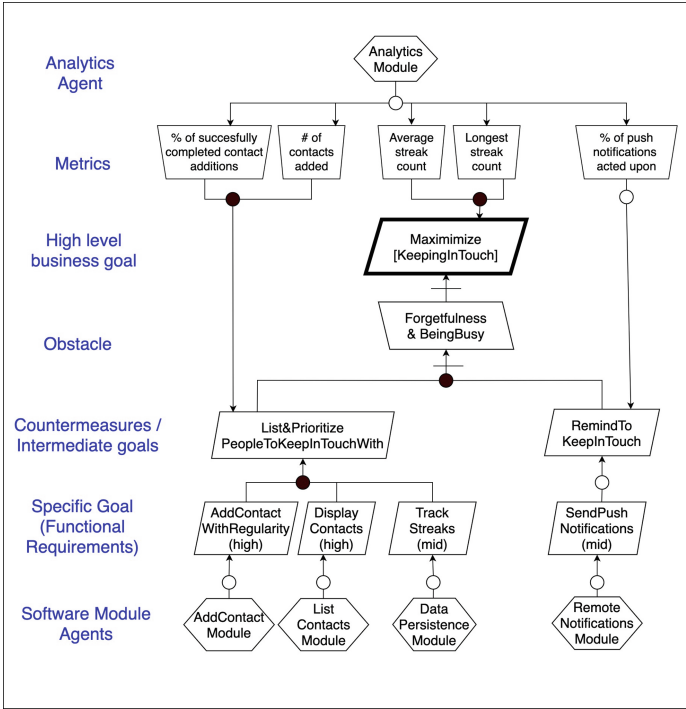 Analytics
Agent
Analytics
Module
Metrics
% of succesfully
completed contact
additions
# of
contacts
added
Average
streak
count
Longest
streak
count
% of push
notifications
acted upon
High level
business goal
Maximimize
[KeepingInTouch]
Obstacle
Forgetfulness
& BeingBusy
Countermeasures /
Intermediate goals
List&Prioritize
PeopleToKeepInTouchWith
RemindTo
KeepInTouch
Specific Goal
(Functional
Requirements)
AddContact
WithRegularity
(high)
Display
Contacts
(high)
Track
Streaks
(mid)
SendPush
Notifications
(mid)
Software Module
Agents
AddContact
Module
List
Contacts
Module
Data
Persistence
Module
Remote
Notifications
Module